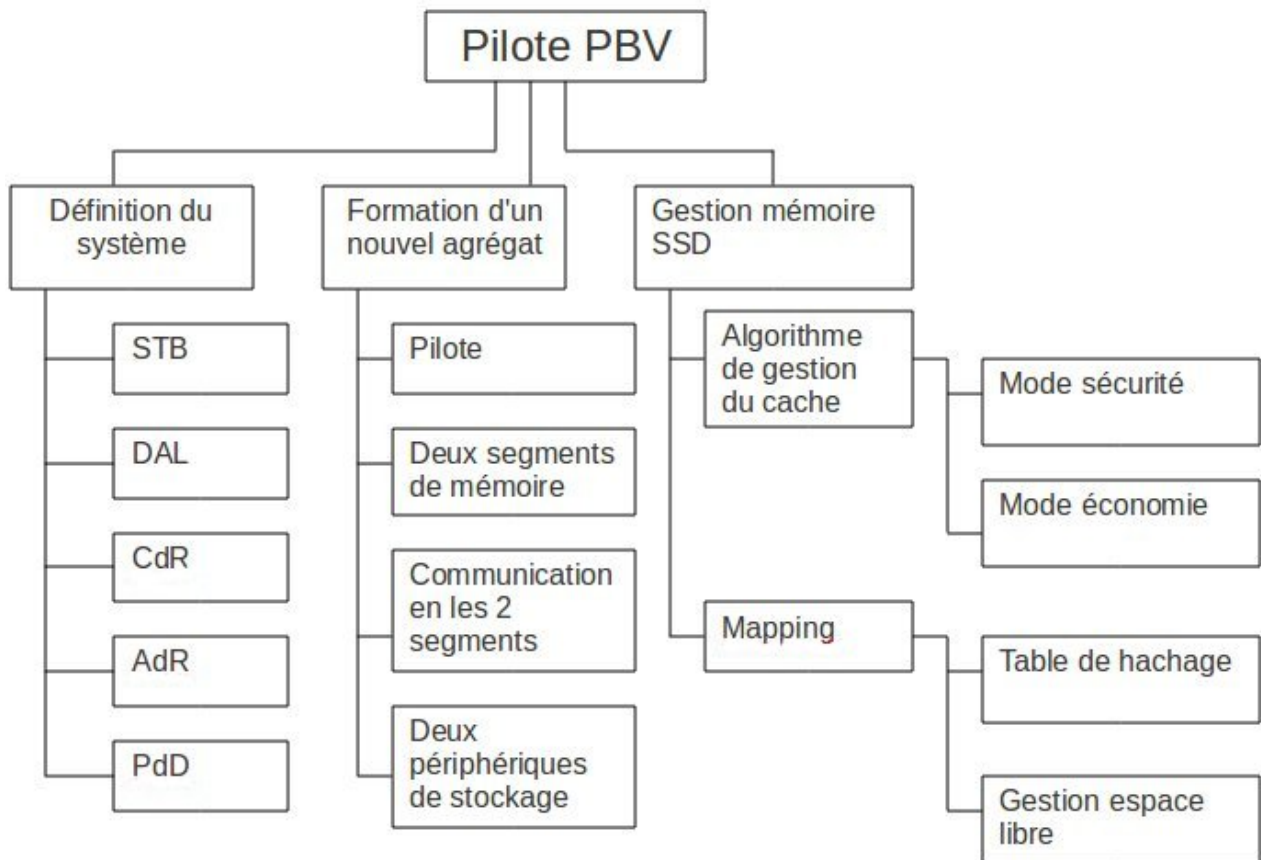 Pilote PBV
Définition du
système
STB
DAL
CdR
AdR
PdD
Formation d'un
nouvel agrégat
Pilote
Deux segments
de mémoire
Communication
en les 2
segments
Deux
périphériques
de stockage
Gestion mémoire
SSD
Algorithme
de gestion
du cache
Mode sécurité
Mode économie
Mapping
Table de hachage
Gestion espace
libre